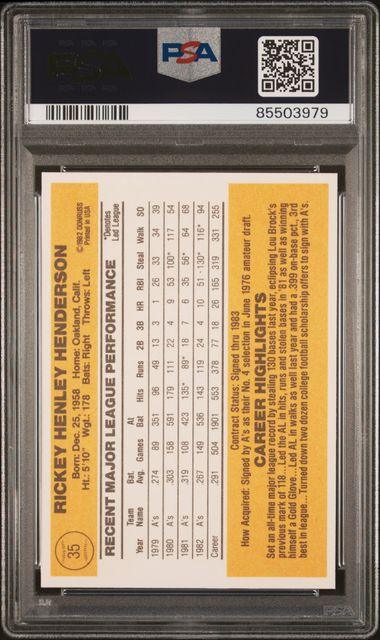 PSA
85503979
35
RICKEY HENLEY HENDERSON
Born: Dec. 25, 1958 Home: Oakland, Calif.
Ht.: 5'10" Wgt.: 178 Bats: Right Throws: Left
©1982 DONRUSS
Printed in USA
RECENT MAJOR LEAGUE PERFORMANCE
*Denotes
Led League
Team Bat. At
Year Name Avg. Games Bat Hits Runs 2B 3B HR RBI Steal Walk SO
1979 A's .274 89 351 96 49 13 3 1 26 33 34 39
1980 A's .303 158 591 179 111 22 4 9 53 100* 117 54
1981 A's .319 108 423 135* 89* 18 7 6 35 56* 64 68
1982 A's .267 149 536 143 119 24 4 10 51 130* 116* 94
Career .291 504 1901 553 378 77 18 26 165 319 331 255
Contract Status: Signed thru 1983
How Acquired: Signed by A's as their No. 4 selection in June 1976 amateur draft.
CAREER HIGHLIGHTS
Set an all-time major league record by stealing 130 bases last year, eclipsing Lou Brock's
previous mark of 118...Led the AL in hits, runs and stolen bases in '81 as well as winning
himself a Gold Glove...Led AL in walks as well last year and had a .399 on-base pct., 3rd
best in league...Turned down two dozen college football scholarship offers to sign with A's.